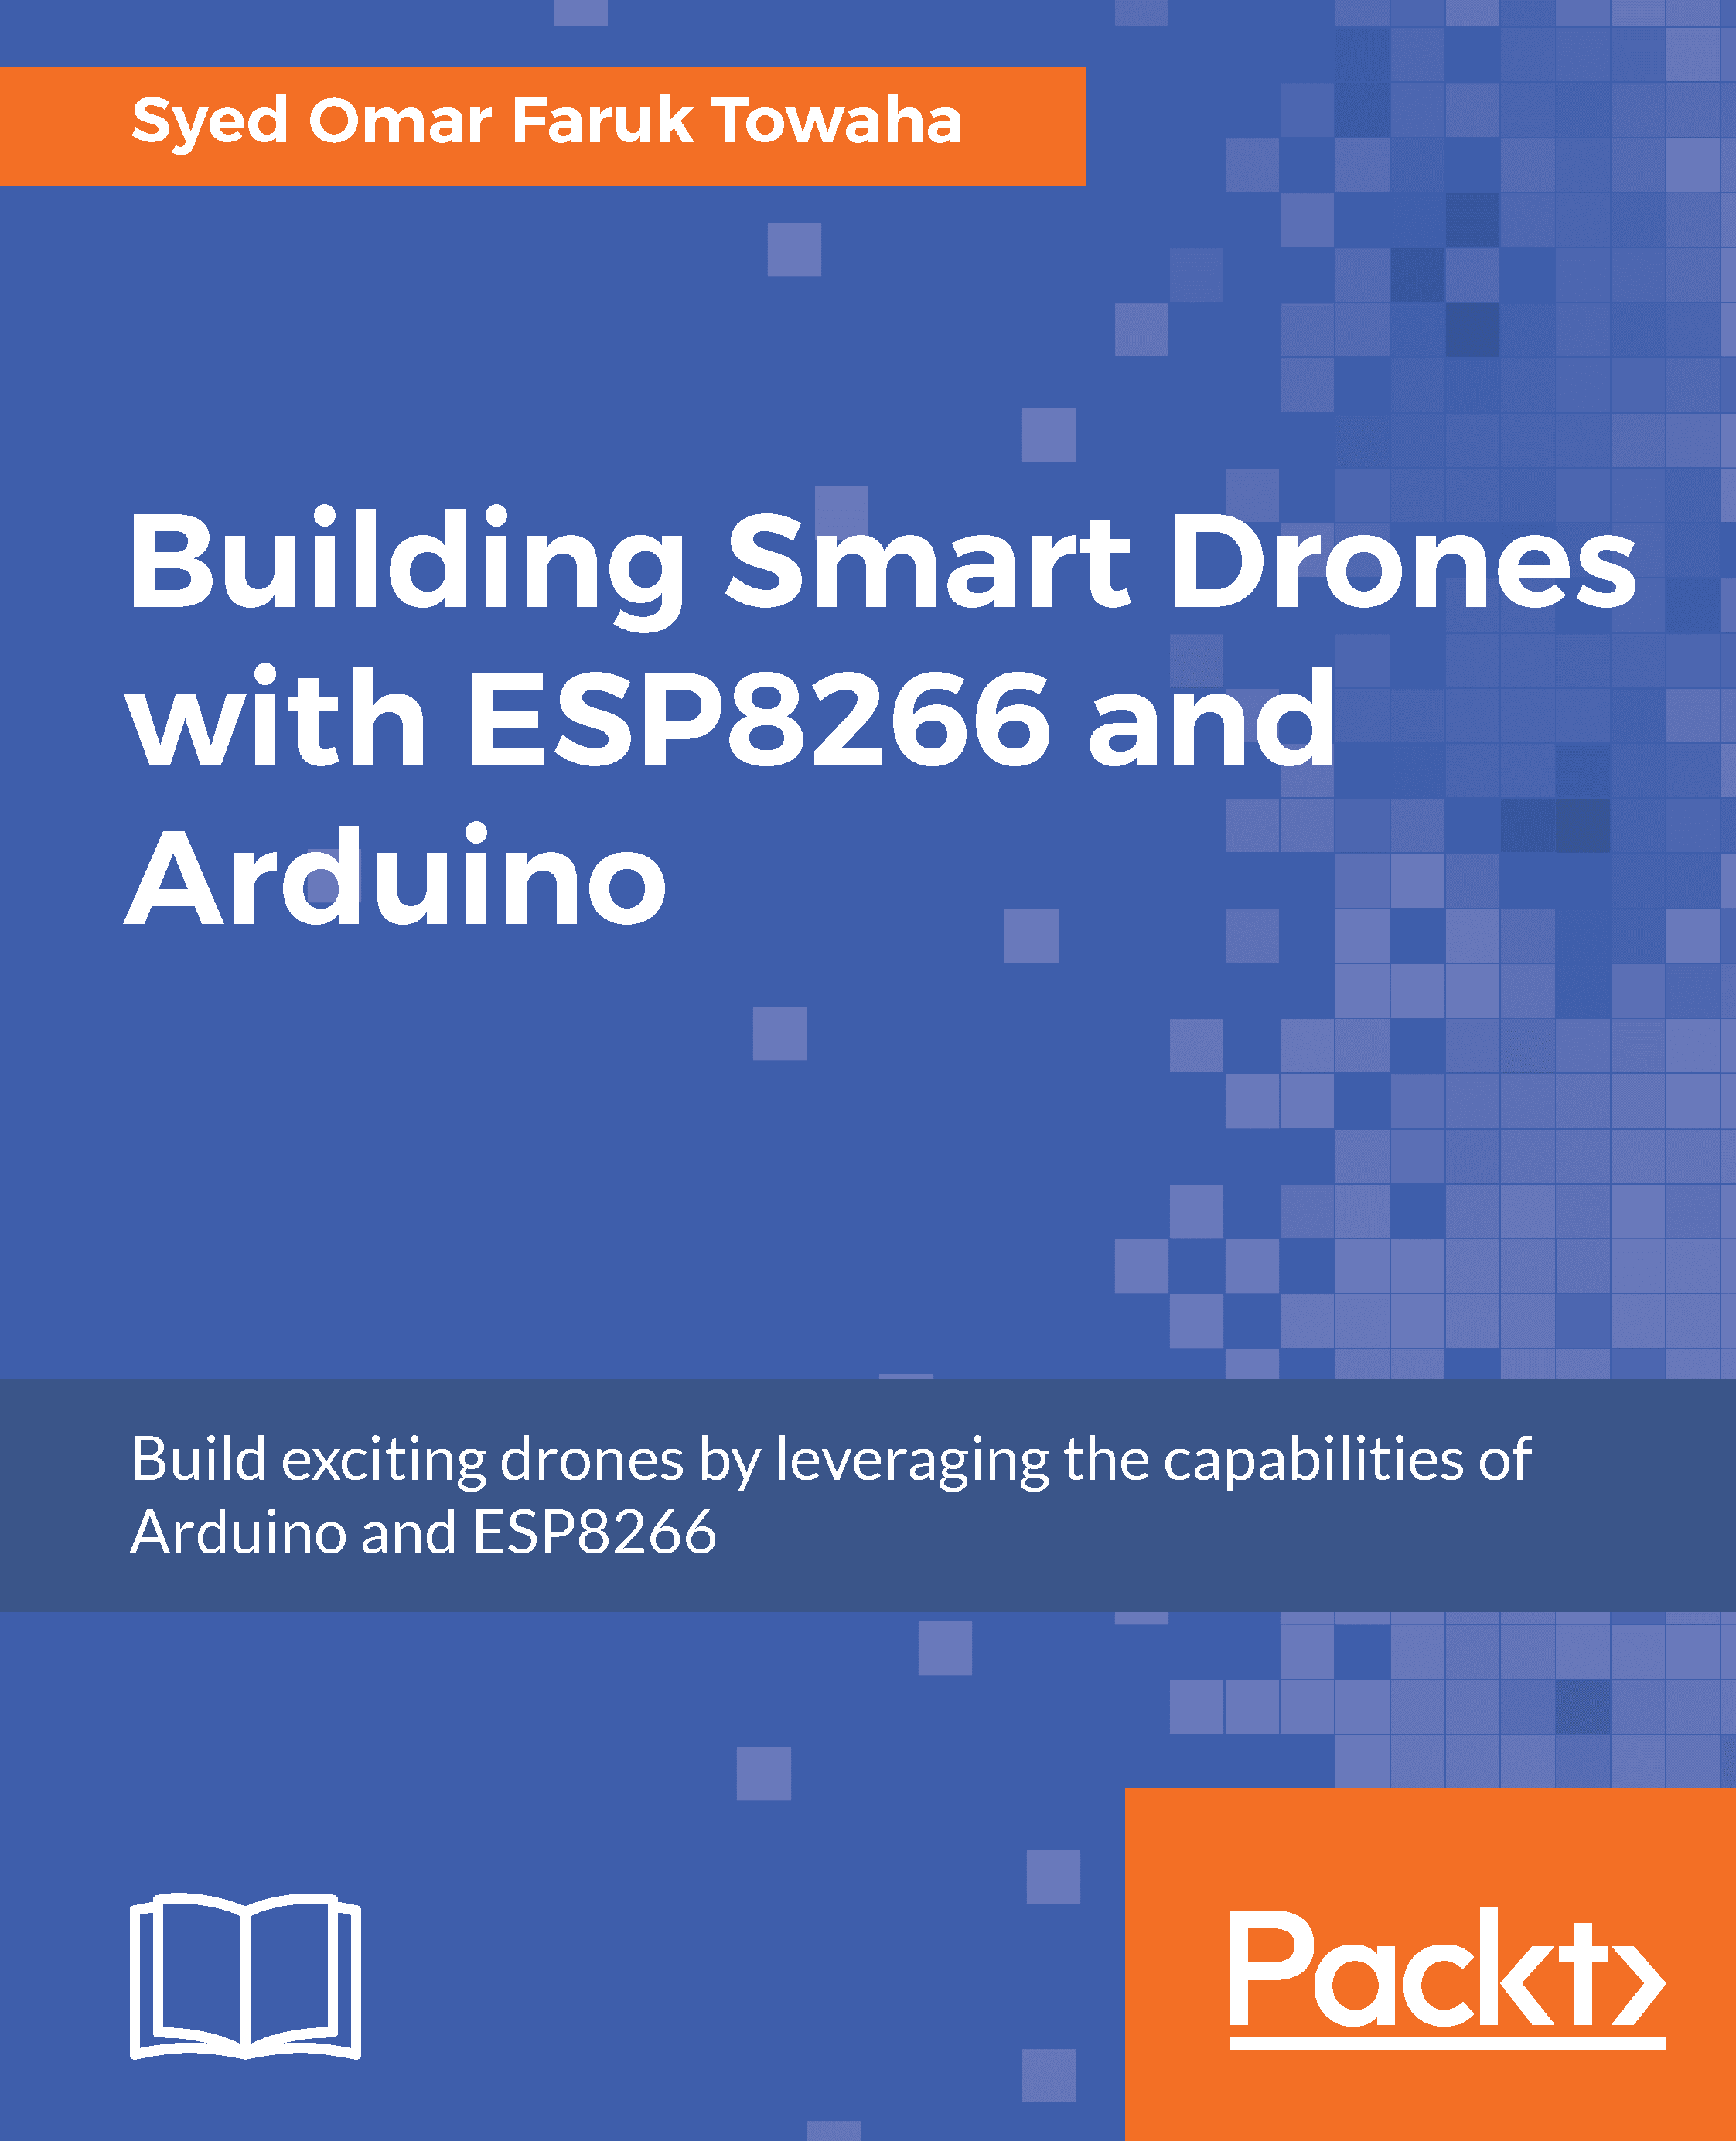 Syed Omar Faruk Towaha
Building Smart Drones
with ESP8266 and
Arduino
Build exciting drones by leveraging the capabilities of
Arduino and ESP8266
Packt